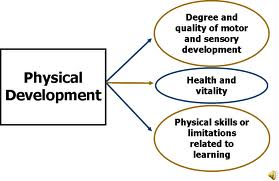 Physical
Development
Degree and
quality of motor
and sensory
development
Health and
vitality
Physical skills or
limitations
related to
learning